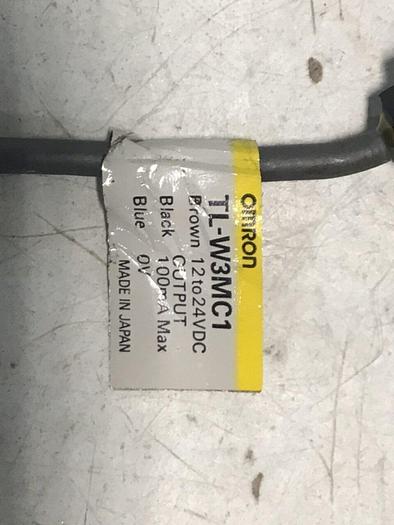 OMRON
TL-W3MC1
Brown 12 to 24VDC
Black OUTPUT
100mA Max
Blue 0V
MADE IN JAPAN